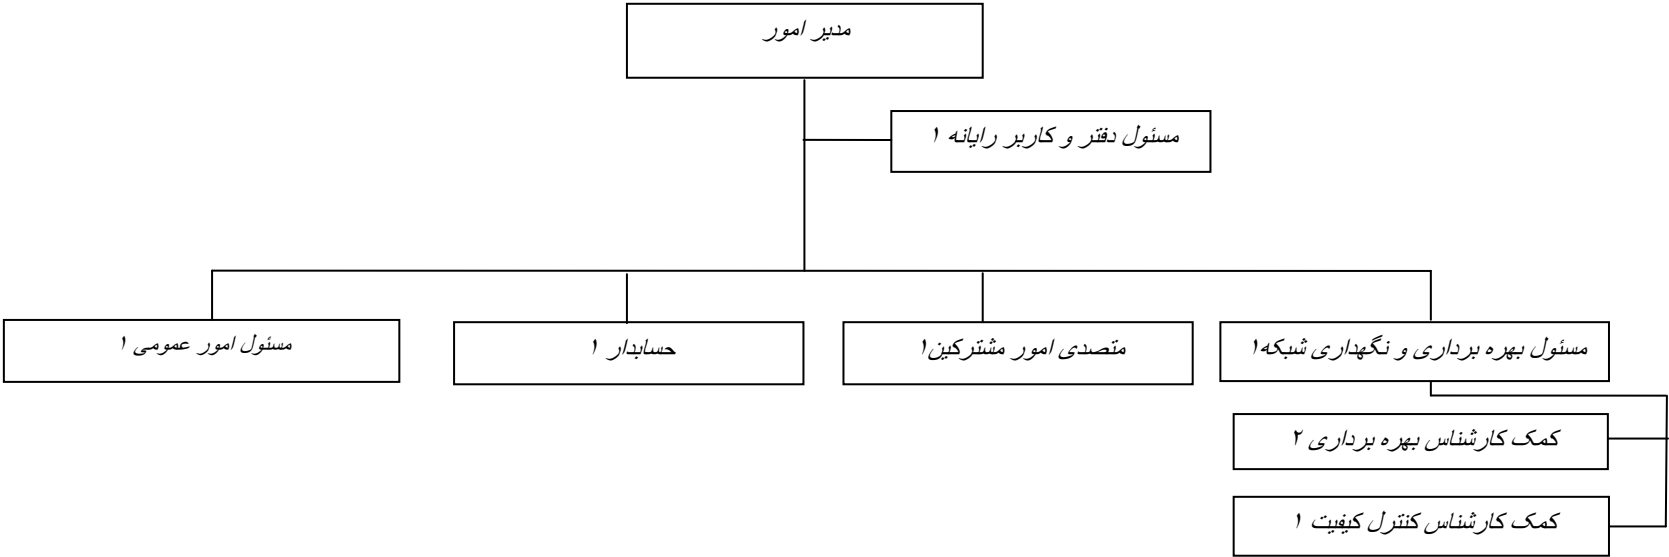 مدیر امور
مسئول دفتر و کاربر رایانه ۱
مسئول بهره برداری و نگهداری شبکه۱
متصدی امور مشترکین۱
حسابدار ۱
مسئول امور عمومی ۱
کمک کارشناس بهره برداری ۲
کمک کارشناس کنترل کیفیت ۱